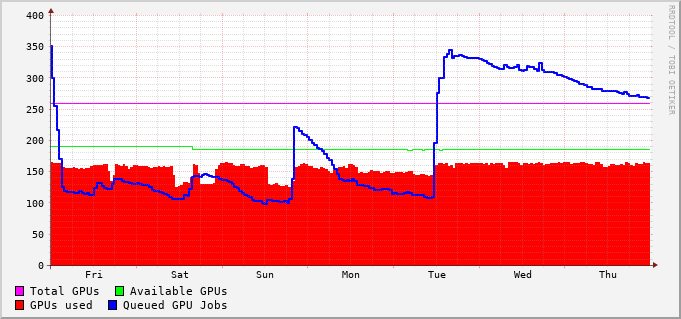 400
350
300
250
200
150
100
50
0
Fri Sat Sun Mon Tue Wed Thu
Total GPUs Available GPUs
GPUs used Queued GPU Jobs
RRDTOOL / TOBI OETIKER